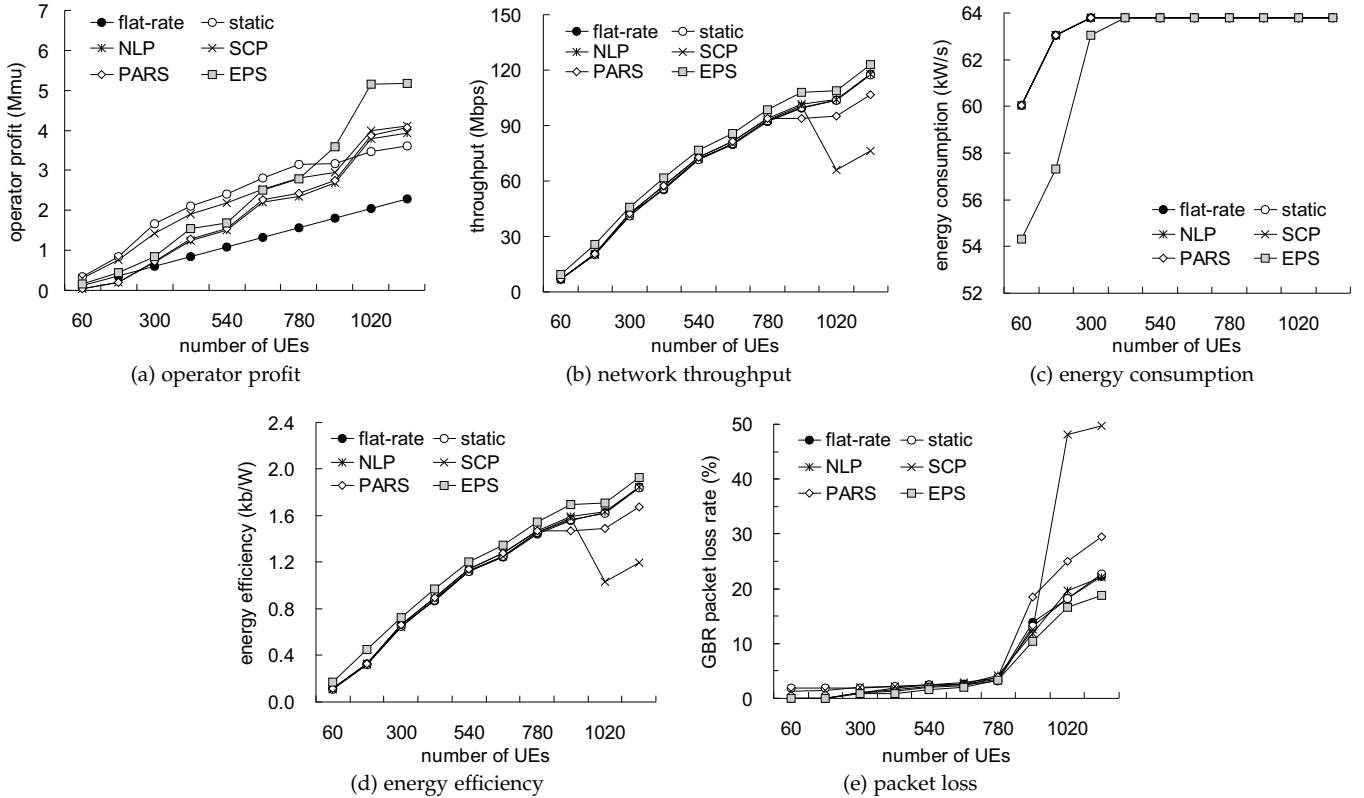 operator profit (Mmu)
7
6
5
4
3
2
1
0
flat-rate
static
NLP
SCP
PARS
EPS
60
300
540
780
1020
number of UEs
(a) operator profit
throughput (Mbps)
150
120
90
60
30
0
flat-rate
static
NLP
SCP
PARS
EPS
60
300
540
780
1020
number of UEs
(b) network throughput
energy consumption (kW/s)
64
62
60
58
56
54
52
flat-rate
static
NLP
SCP
PARS
EPS
60
300
540
780
1020
number of UEs
(c) energy consumption
energy efficiency (kb/W)
2.4
2.0
1.6
1.2
0.8
0.4
0.0
flat-rate
static
NLP
SCP
PARS
EPS
60
300
540
780
1020
number of UEs
(d) energy efficiency
GBR packet loss rate (%)
50
40
30
20
10
0
flat-rate
static
NLP
SCP
PARS
EPS
60
300
540
780
1020
number of UEs
(e) packet loss